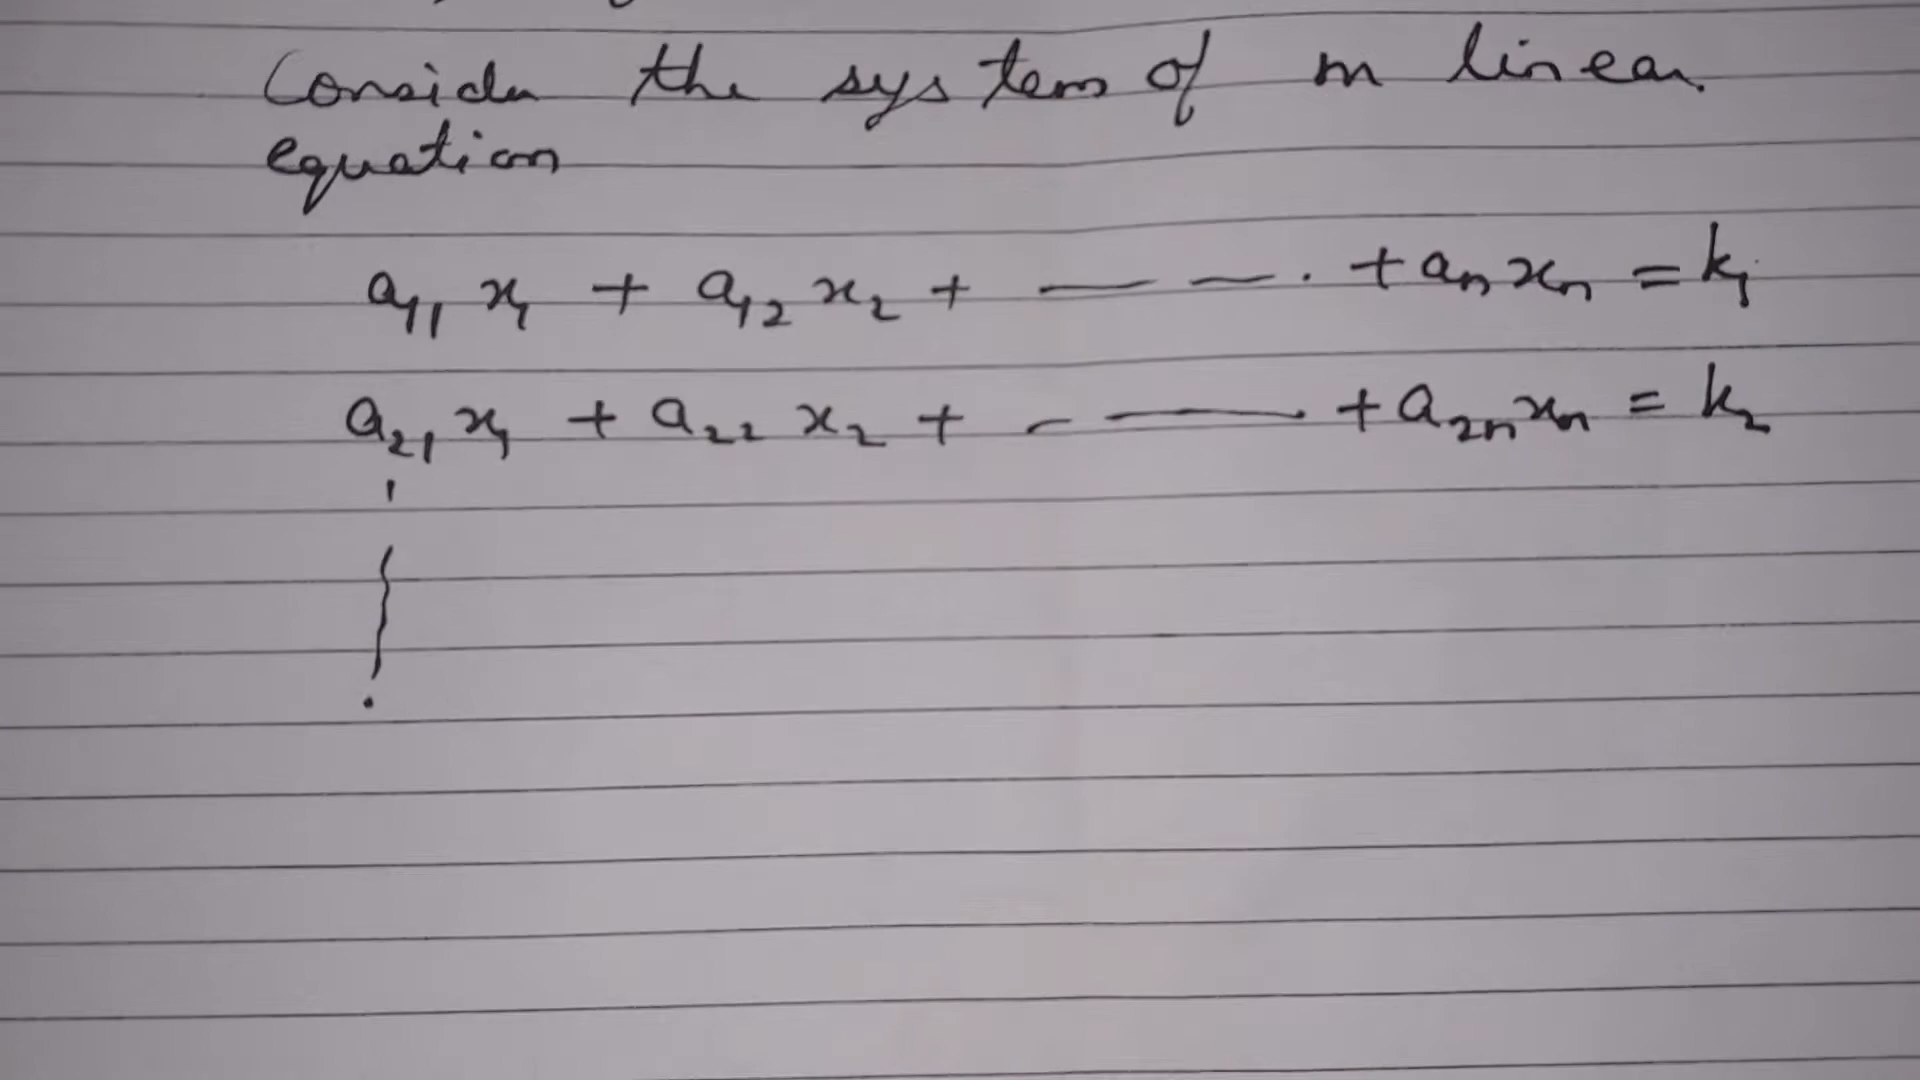 Consider the system of m linear
equation
a₁₁ x₁ + a₁₂ x₂ + — — . + aₙ xₙ = k₁
a₂₁ x₁ + a₂₂ x₂ + - — . + a₂ₙ xₙ = k₂